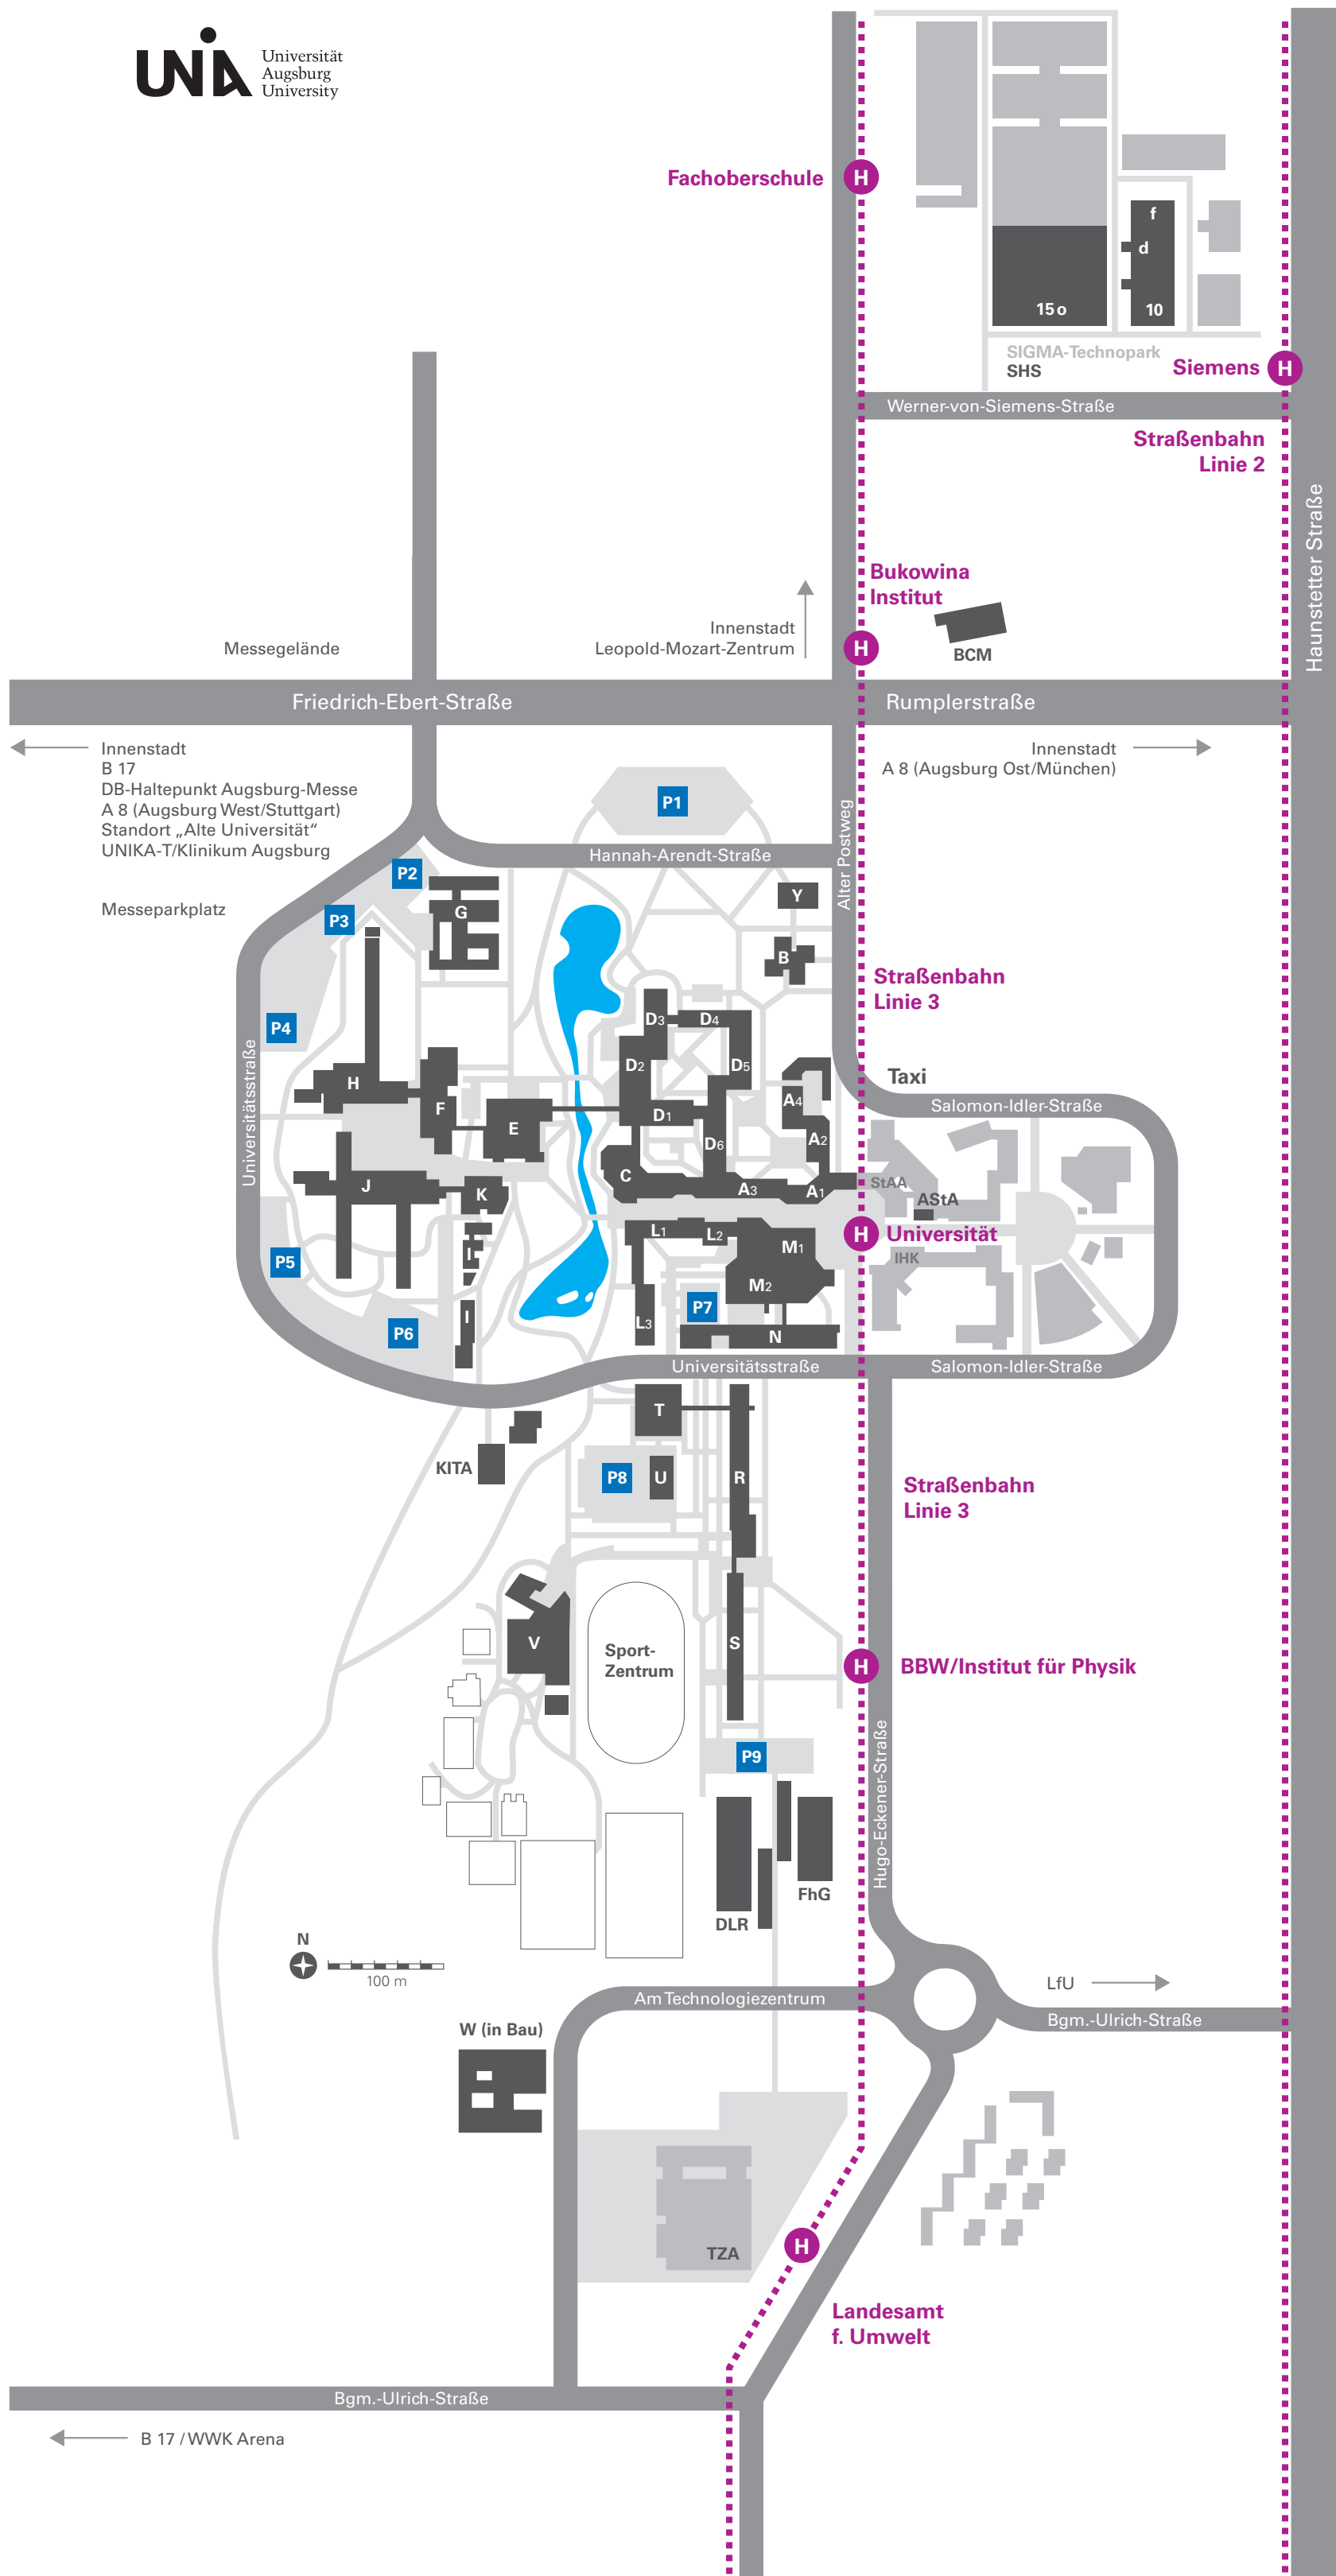 UNIA
Universität
Augsburg
University
Fachoberschule
H
f
d
15 o
10
SIGMA-Technopark
SHS
Siemens
H
Werner-von-Siemens-Straße
Straßenbahn
Linie 2
Haunstetter Straße
Bukowina
Institut
H
BCM
Innenstadt
Leopold-Mozart-Zentrum
Messegelände
Friedrich-Ebert-Straße
Rumplerstraße
Innenstadt
B 17
DB-Haltepunkt Augsburg-Messe
A 8 (Augsburg West/Stuttgart)
Standort „Alte Universität“
UNIKA-T/Klinikum Augsburg
Messeparkplatz
Innenstadt
A 8 (Augsburg Ost/München)
P1
Hannah-Arendt-Straße
Alter Postweg
P2
P3
G
Y
B
Straßenbahn
Linie 3
P4
D3
D4
D2
D5
H
Taxi
Universitätsstraße
F
E
D1
D6
A4
A2
Salomon-Idler-Straße
J
K
C
A3
A1
StAA
AStA
H
Universität
L1
L2
M1
IHK
I
P5
M2
P7
P6
I
L3
N
Universitätsstraße
Salomon-Idler-Straße
T
KITA
P8
U
R
Straßenbahn
Linie 3
V
Sport-
Zentrum
S
H
BBW/Institut für Physik
P9
Hugo-Eckener-Straße
FhG
DLR
N
100 m
LfU
Am Technologiezentrum
Bgm.-Ulrich-Straße
W (in Bau)
TZA
H
Landesamt
f. Umwelt
Bgm.-Ulrich-Straße
B 17 / WWK Arena